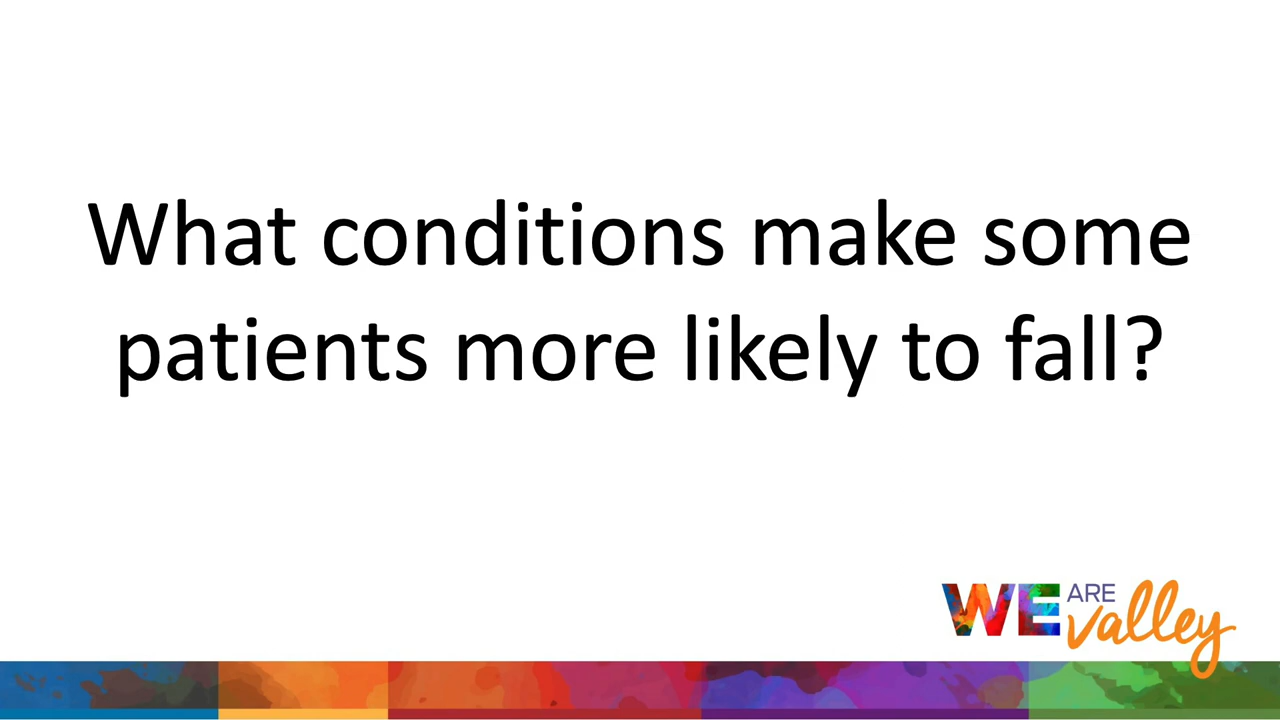 What conditions make some
patients more likely to fall?
WE ARE
valley